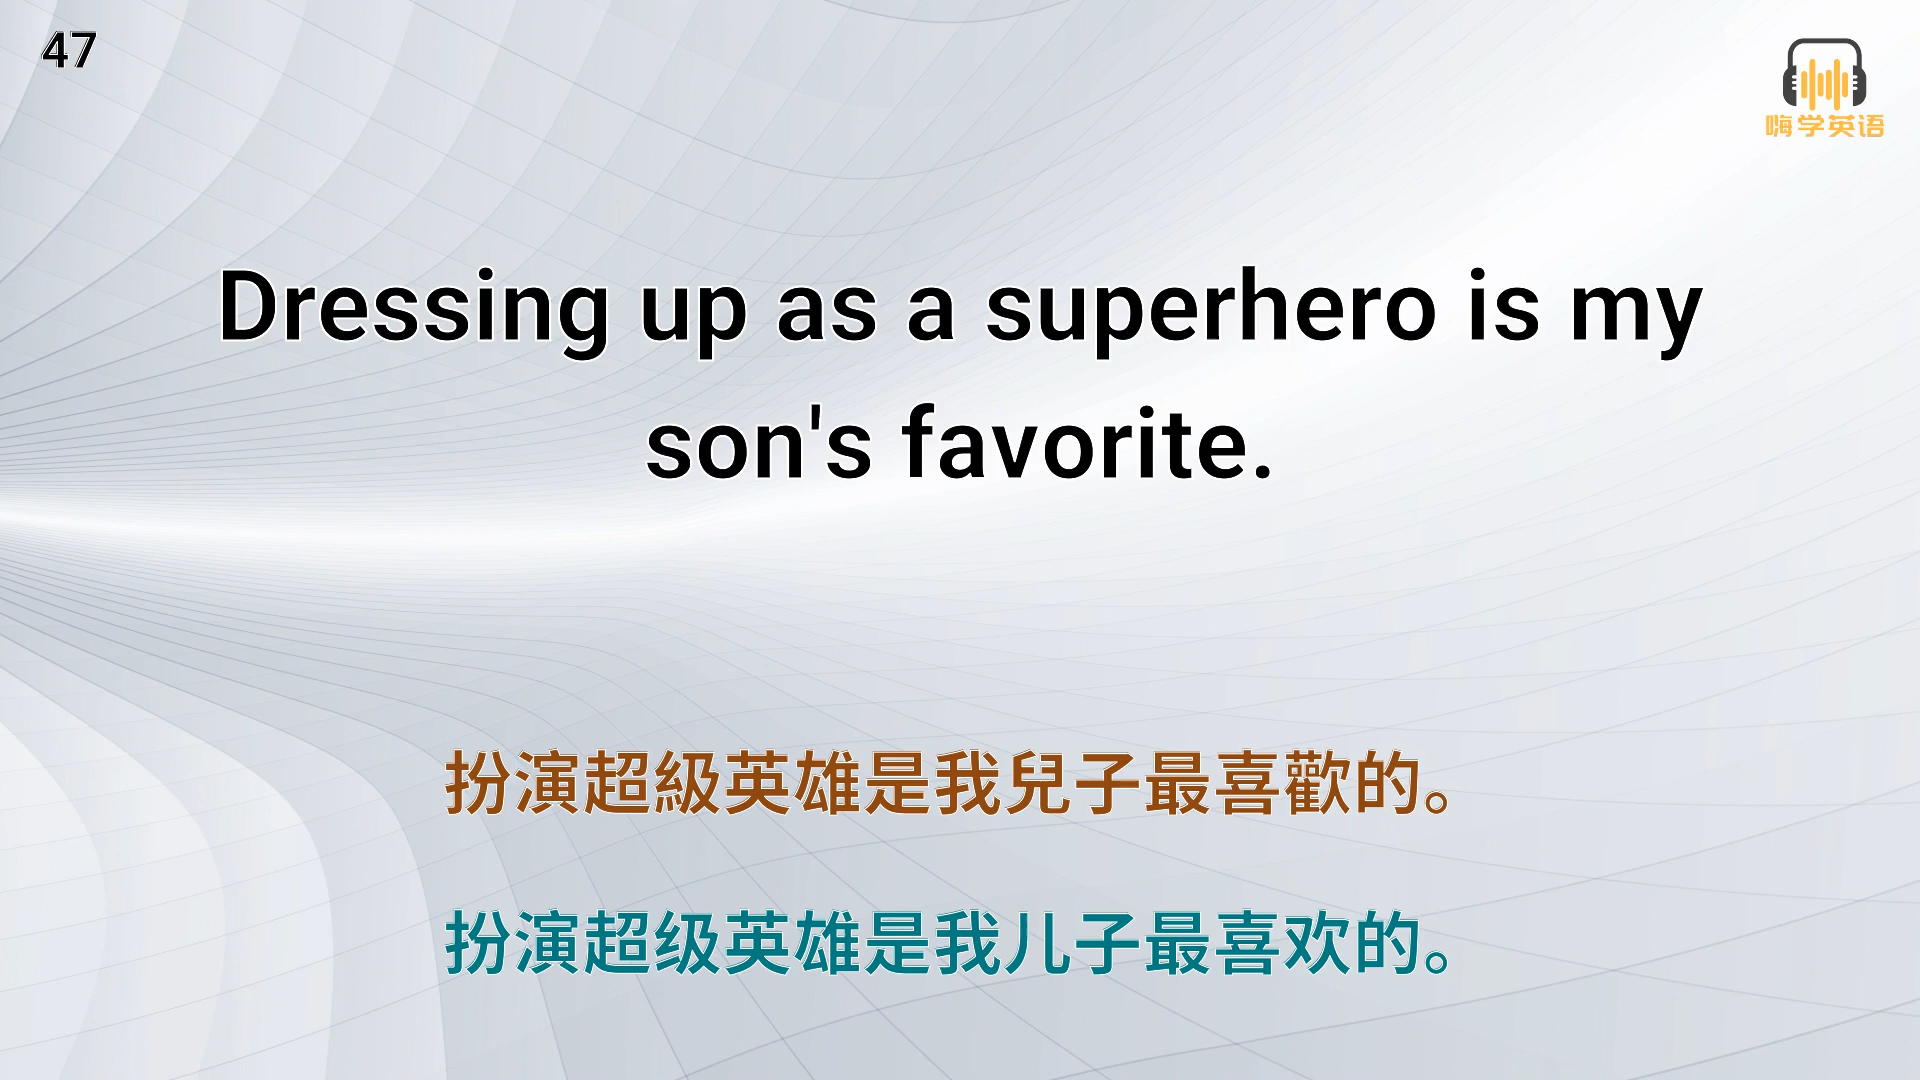 47
嗨学英语
Dressing up as a superhero is my
son's favorite.
扮演超級英雄是我兒子最喜歡的。
扮演超级英雄是我儿子最喜欢的。